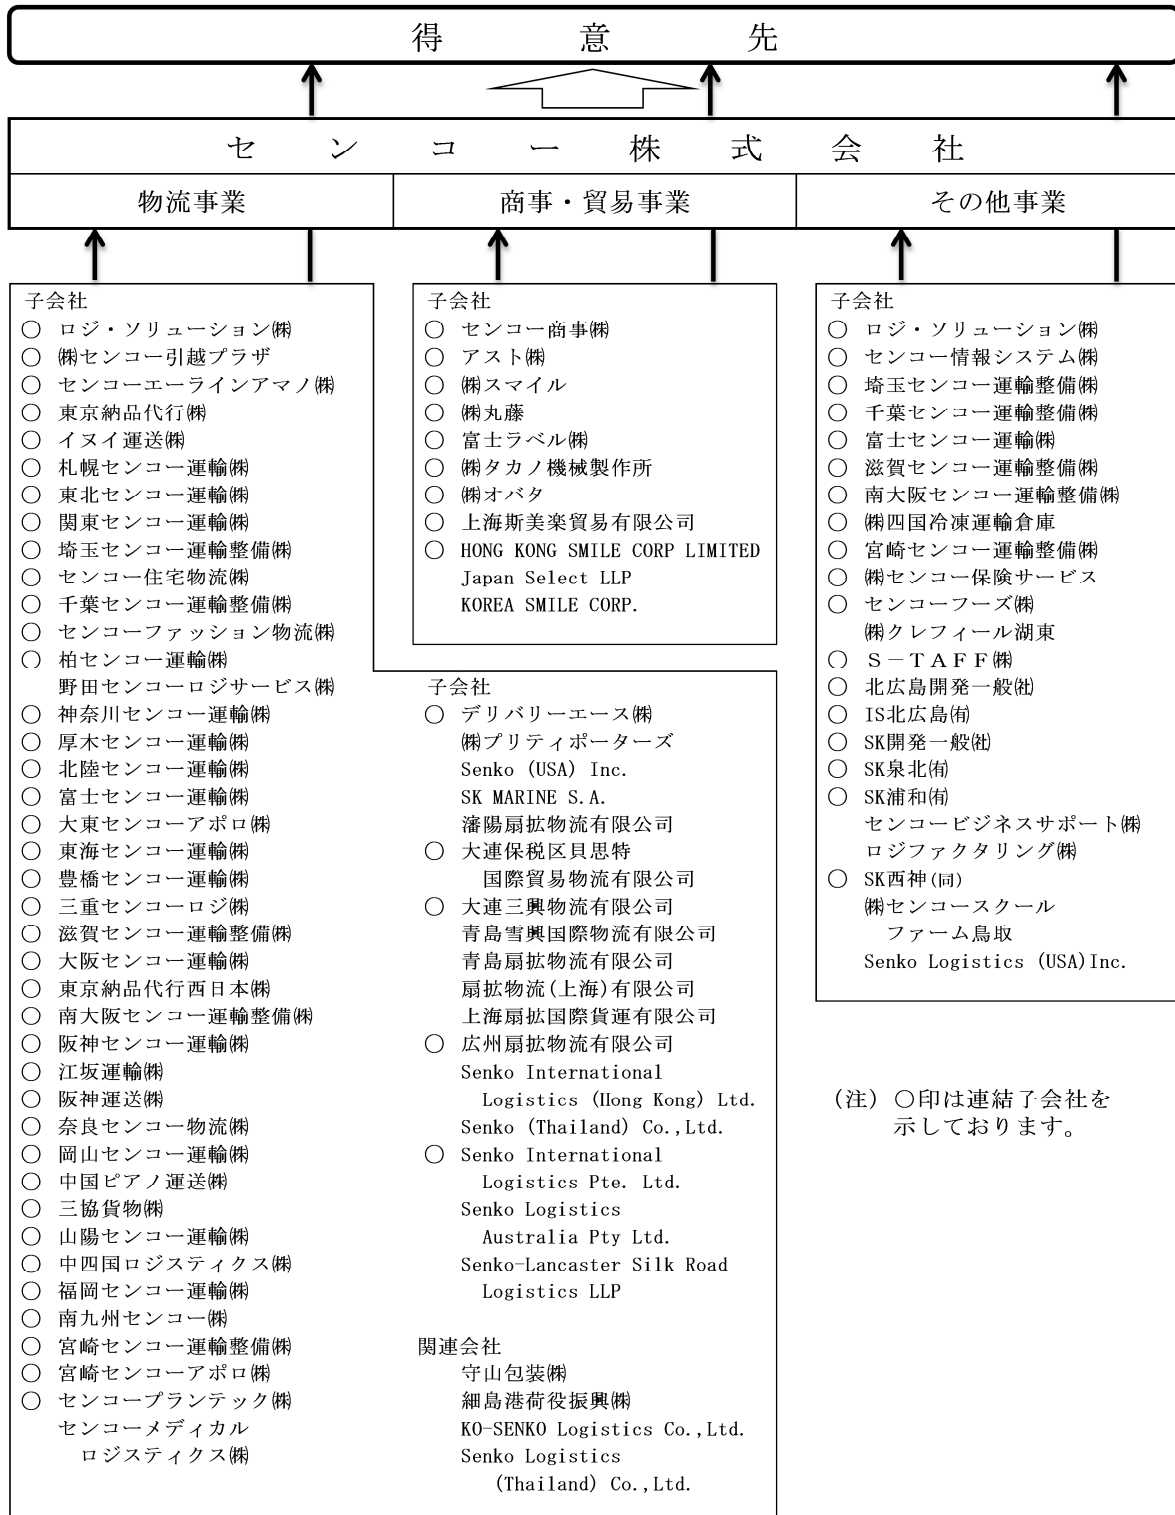 得意先
センコー株式会社
物流事業
商事・貿易事業
その他事業
子会社
○ ロジ・ソリューション㈱
○ ㈱センコー引越プラザ
○ センコーエーラインアマノ㈱
○ 東京納品代行㈱
○ イヌイ運送㈱
○ 札幌センコー運輸㈱
○ 東北センコー運輸㈱
○ 関東センコー運輸㈱
○ 埼玉センコー運輸整備㈱
○ センコー住宅物流㈱
○ 千葉センコー運輸整備㈱
○ センコーファッション物流㈱
○ 柏センコー運輸㈱
野田センコーロジサービス㈱
○ 神奈川センコー運輸㈱
○ 厚木センコー運輸㈱
○ 北陸センコー運輸㈱
○ 富士センコー運輸㈱
○ 大東センコーアポロ㈱
○ 東海センコー運輸㈱
○ 豊橋センコー運輸㈱
○ 三重センコーロジ㈱
○ 滋賀センコー運輸整備㈱
○ 大阪センコー運輸㈱
○ 東京納品代行西日本㈱
○ 南大阪センコー運輸整備㈱
○ 阪神センコー運輸㈱
○ 江坂運輸㈱
○ 阪神運送㈱
○ 奈良センコー物流㈱
○ 岡山センコー運輸㈱
○ 中国ピアノ運送㈱
○ 三協貨物㈱
○ 山陽センコー運輸㈱
○ 中四国ロジスティクス㈱
○ 福岡センコー運輸㈱
○ 南九州センコー㈱
○ 宮崎センコー運輸整備㈱
○ 宮崎センコーアポロ㈱
○ センコープランテック㈱
センコーメディカル
ロジスティクス㈱
子会社
○ デリバリーエース㈱
㈱プリティポーターズ
Senko (USA) Inc.
SK MARINE S.A.
瀋陽扇拡物流有限公司
○ 大連保税区貝思特
国際貿易物流有限公司
○ 大連三興物流有限公司
青島雪興国際物流有限公司
青島扇拡物流有限公司
扇拡物流(上海)有限公司
上海扇拡国際貨運有限公司
○ 広州扇拡物流有限公司
Senko International
Logistics (Hong Kong) Ltd.
Senko (Thailand) Co.,Ltd.
○ Senko International
Logistics Pte. Ltd.
Senko Logistics
Australia Pty Ltd.
Senko-Lancaster Silk Road
Logistics LLP
関連会社
守山包装㈱
細島港荷役振興㈱
KO-SENKO Logistics Co.,Ltd.
Senko Logistics
(Thailand) Co.,Ltd.
子会社
○ センコー商事㈱
○ アスト㈱
○ ㈱スマイル
○ ㈱丸藤
○ 富士ラベル㈱
○ ㈱タカノ機械製作所
○ ㈱オバタ
○ 上海斯美楽貿易有限公司
○ HONG KONG SMILE CORP LIMITED
Japan Select LLP
KOREA SMILE CORP.
子会社
○ ロジ・ソリューション㈱
○ センコー情報システム㈱
○ 埼玉センコー運輸整備㈱
○ 千葉センコー運輸整備㈱
○ 富士センコー運輸㈱
○ 滋賀センコー運輸整備㈱
○ 南大阪センコー運輸整備㈱
○ ㈱四国冷凍運輸倉庫
○ 宮崎センコー運輸整備㈱
○ ㈱センコー保険サービス
○ センコーフーズ㈱
㈱クレフィール湖東
○ S－TAFF㈱
○ 北広島開発一般㈳
○ IS北広島㈲
○ SK開発一般㈳
○ SK泉北㈲
○ SK浦和㈲
センコービジネスサポート㈱
ロジファクタリング㈱
○ SK西神(同)
㈱センコースクール
ファーム鳥取
Senko Logistics (USA)Inc.
(注) ○印は連結子会社を
示しております。